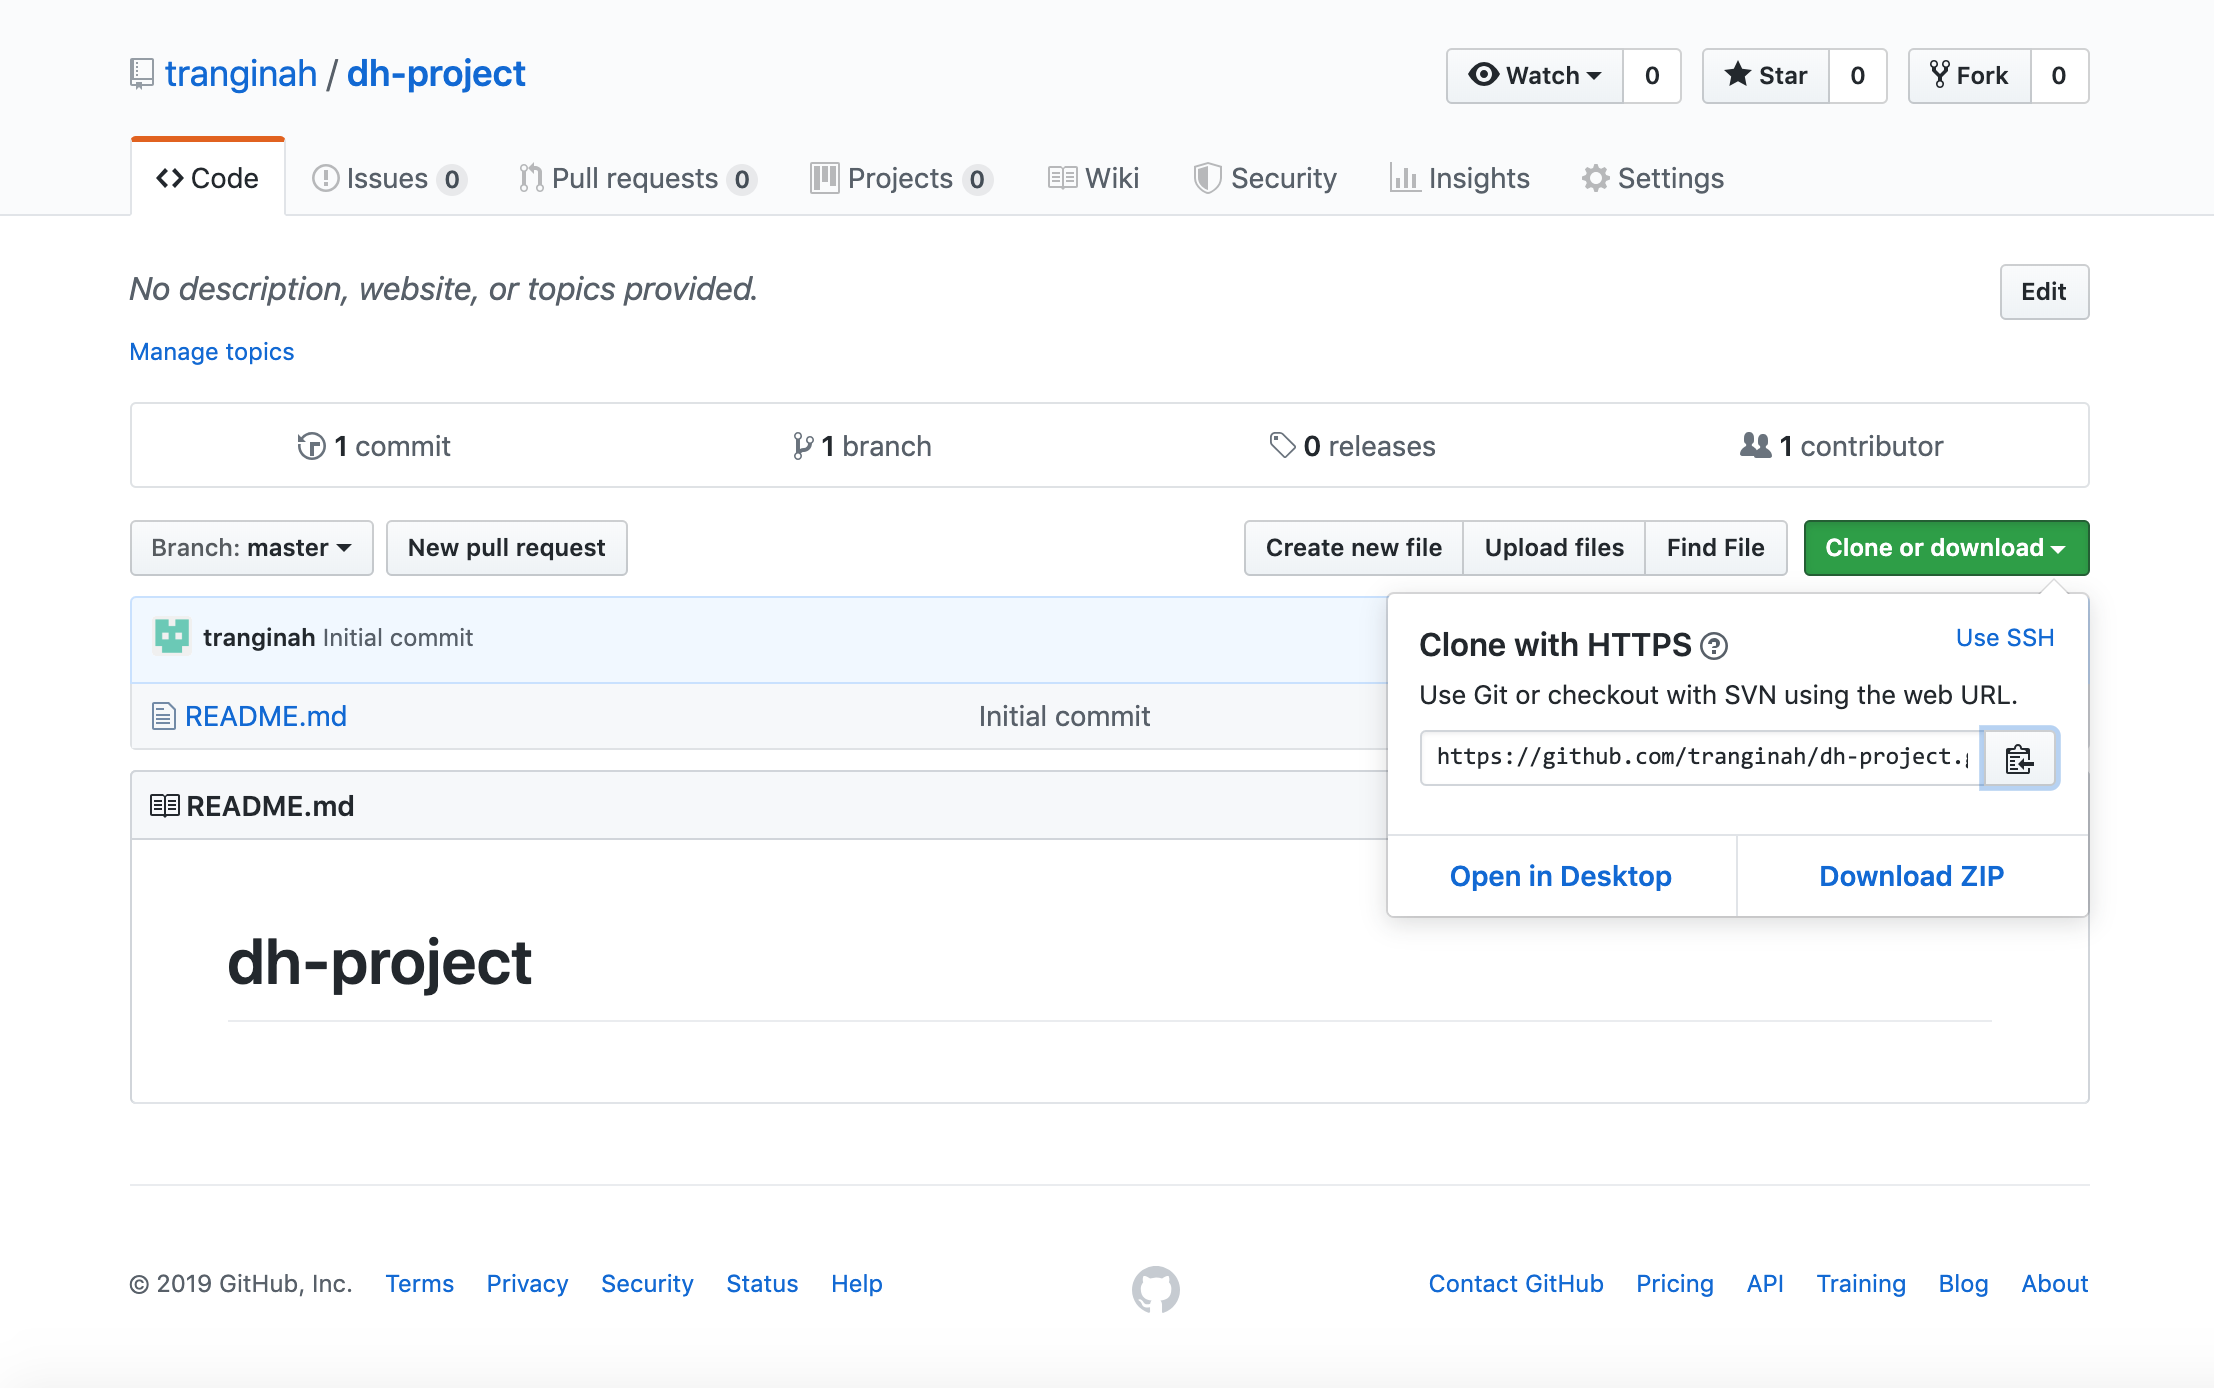 tranginah / dh-project
Watch 0 Star 0 Fork 0
Code Issues 0 Pull requests 0 Projects 0 Wiki Security Insights Settings
No description, website, or topics provided.
Edit
Manage topics
1 commit 1 branch 0 releases 1 contributor
Branch: master New pull request Create new file Upload files Find File Clone or download
tranginah Initial commit
README.md Initial commit
Clone with HTTPS Use SSH
Use Git or checkout with SVN using the web URL.
https://github.com/tranginah/dh-project.g
Open in Desktop Download ZIP
README.md
dh-project
© 2019 GitHub, Inc. Terms Privacy Security Status Help Contact GitHub Pricing API Training Blog About